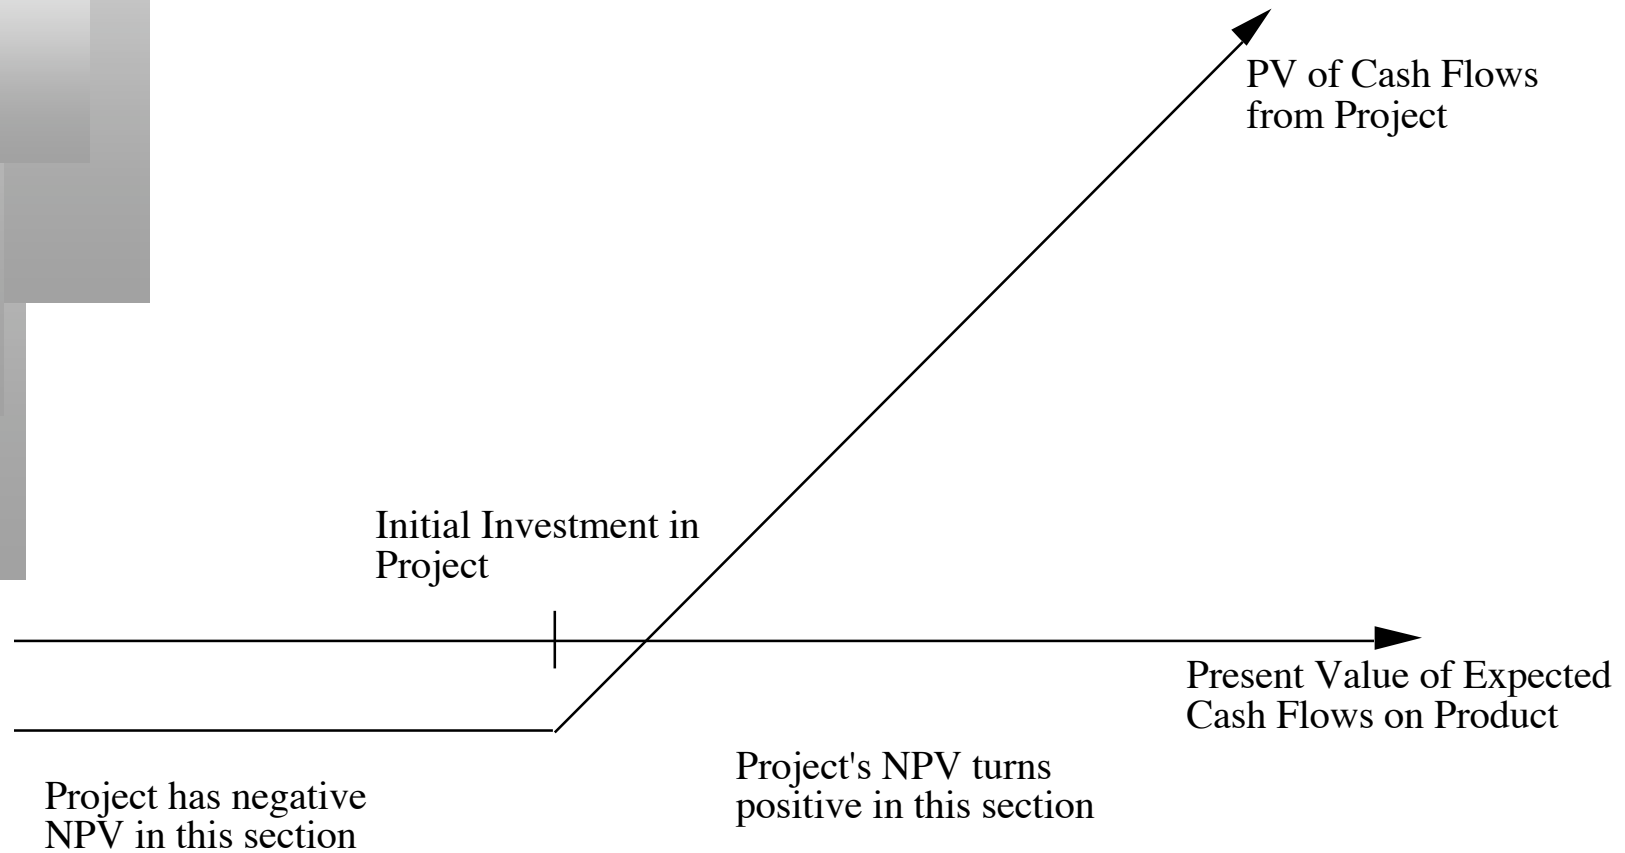 PV of Cash Flows
from Project
Initial Investment in
Project
Present Value of Expected
Cash Flows on Product
Project's NPV turns
positive in this section
Project has negative
NPV in this section